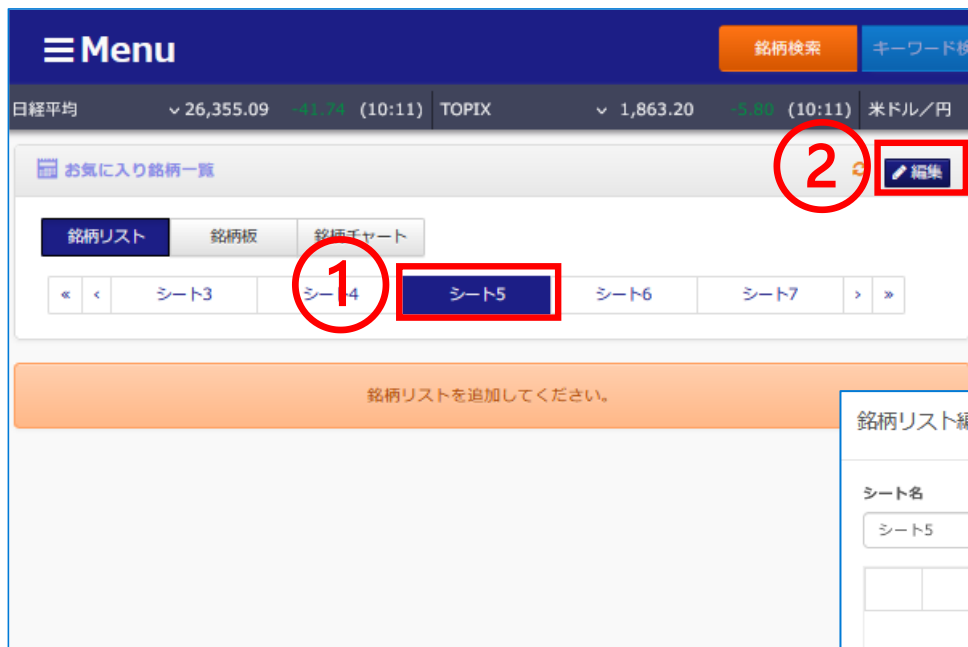 ≡Menu 銘柄検索 キーワード検
日経平均 ∨ 26,355.09 -41.74 (10:11) TOPIX ∨ 1,863.20 -5.80 (10:11) 米ドル／円
お気に入り銘柄一覧 ② 編集
銘柄リスト 銘柄板 銘柄チャート
①
« ‹ シート3 シート4 シート5 シート6 シート7 › »
銘柄リストを追加してください。
銘柄リスト編
シート名
シート5